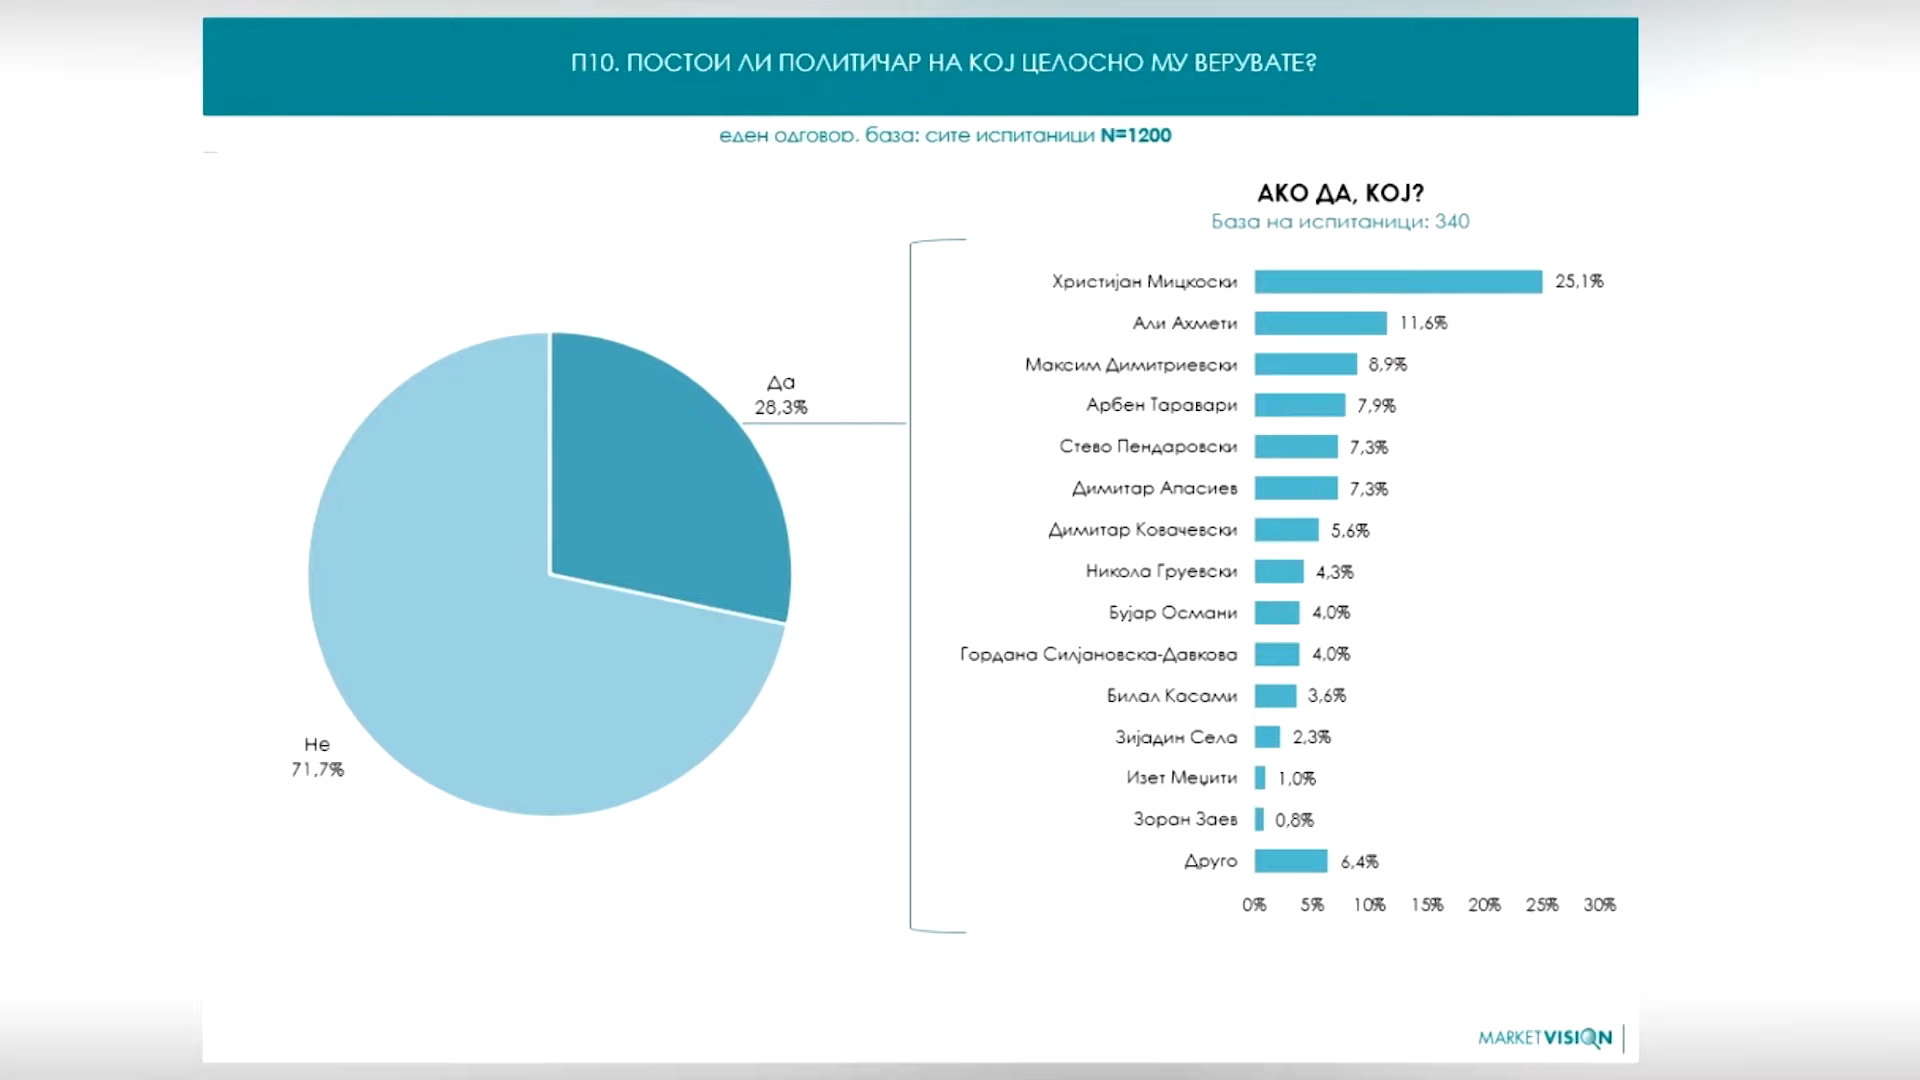 П10. ПОСТОИ ЛИ ПОЛИТИЧАР НА КОЈ ЦЕЛОСНО МУ ВЕРУВАТЕ?
еден одговор, база: сите испитаници N=1200
АКО ДА, КОЈ?
База на испитаници: 340
Да
28,3%
Не
71,7%
Христијан Мицкоски 25,1%
Али Ахмети 11,6%
Максим Димитриевски 8,9%
Арбен Таравари 7,9%
Стево Пендаровски 7,3%
Димитар Апасиев 7,3%
Димитар Ковачевски 5,6%
Никола Груевски 4,3%
Бујар Османи 4,0%
Гордана Силјановска-Давкова 4,0%
Билал Касами 3,6%
Зијадин Села 2,3%
Изет Меџити 1,0%
Зоран Заев 0,8%
Друго 6,4%
0% 5% 10% 15% 20% 25% 30%
MARKETVISION